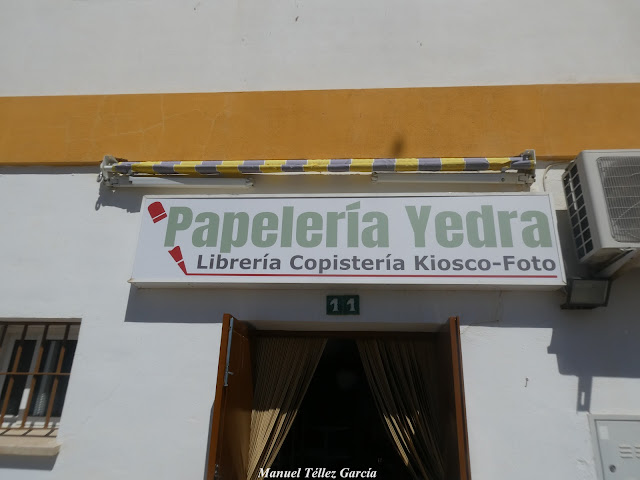 Papelería Yedra
Librería Copistería Kiosco-Foto
11
Manuel Téllez García